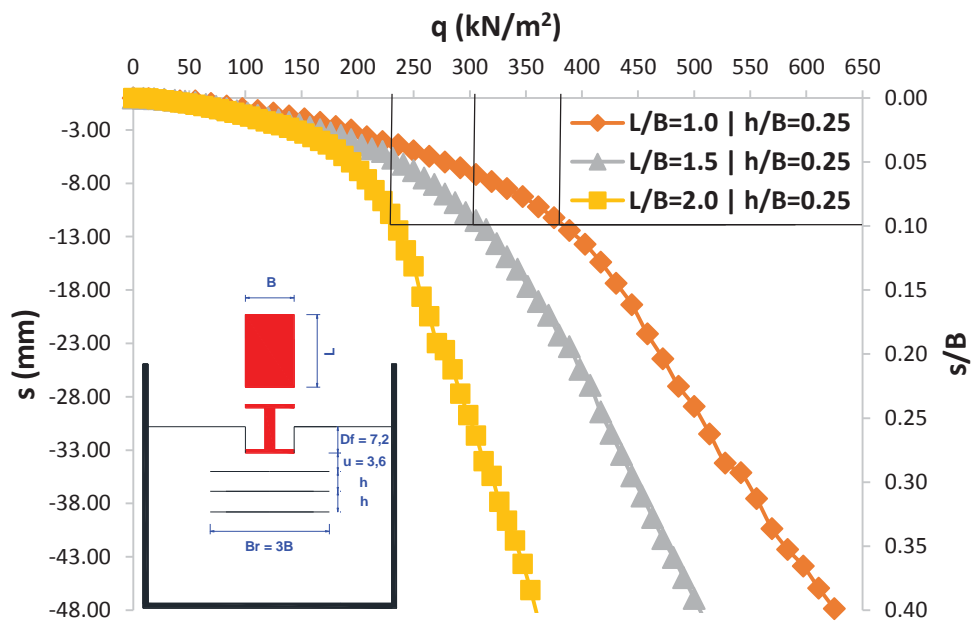 q (kN/m²)
0 50 100 150 200 250 300 350 400 450 500 550 600 650
s (mm)
-3.00
-8.00
-13.00
-18.00
-23.00
-28.00
-33.00
-38.00
-43.00
-48.00
L/B=1.0 | h/B=0.25
L/B=1.5 | h/B=0.25
L/B=2.0 | h/B=0.25
B
L
Df = 7,2
u = 3,6
h
h
Br = 3B
0.00
0.05
0.10
0.15
0.20
0.25
0.30
0.35
0.40
s/B